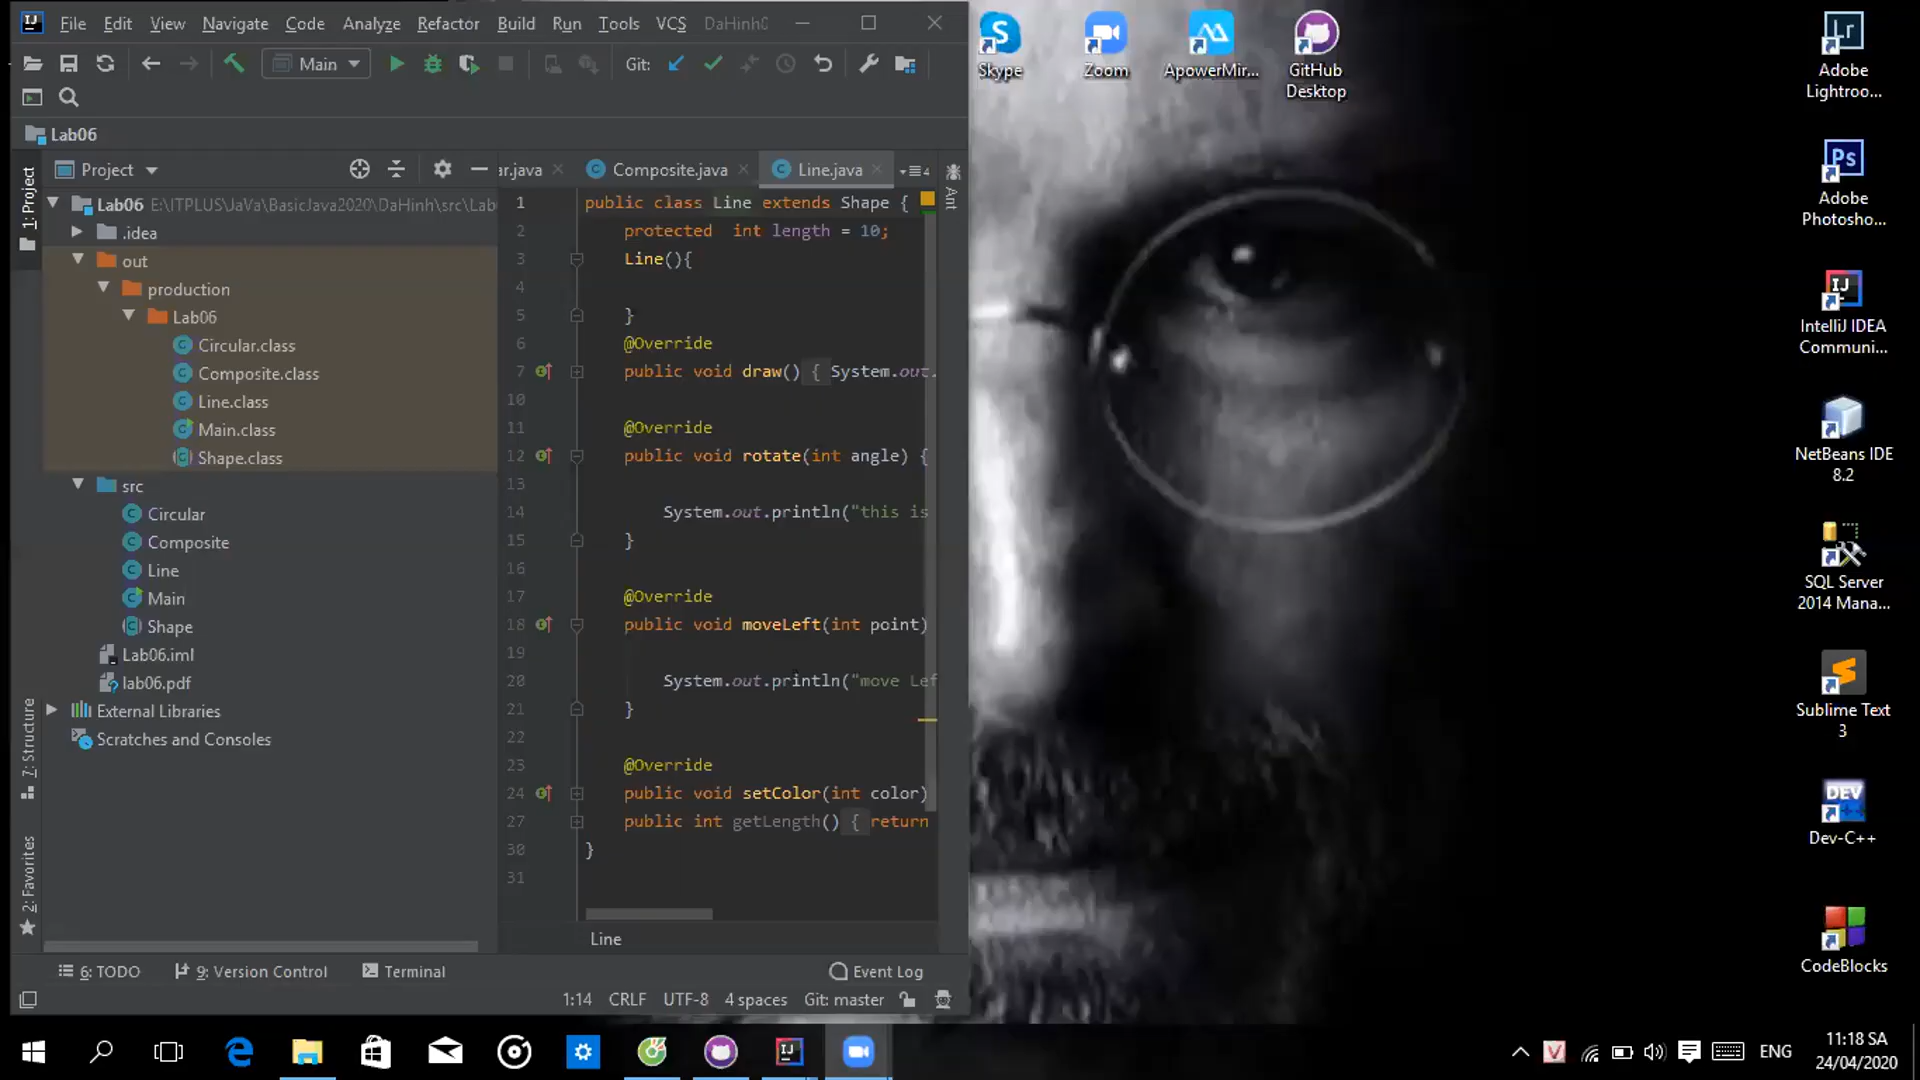 File Edit View Navigate Code Analyze Refactor Build Run Tools VCS
Main
Git:
Lab06
Project
ar.java
Composite.java
Line.java
4
Ant
1: Project
7: Structure
2: Favorites
Lab06 E:\ITPLUS\JaVa\BasicJava2020\DaHinh\src\Lab
.idea
out
production
Lab06
Circular.class
Composite.class
Line.class
Main.class
Shape.class
src
Circular
Composite
Line
Main
Shape
Lab06.iml
lab06.pdf
External Libraries
Scratches and Consoles
1 public class Line extends Shape {
2 protected int length = 10;
3 Line(){
4
5 }
6 @Override
7 public void draw() { System.out.
10
11 @Override
12 public void rotate(int angle) {
13
14 System.out.println("this is
15 }
16
17 @Override
18 public void moveLeft(int point)
19
20 System.out.println("move Lef
21 }
22
23 @Override
24 public void setColor(int color)
27 public int getLength() { return
30 }
31
Line
6: TODO
9: Version Control
Terminal
Event Log
1:14 CRLF UTF-8 4 spaces Git: master
Skype
Zoom
ApowerMir...
GitHub
Desktop
Lr
Adobe
Lightroo...
Ps
Adobe
Photosho...
IJ
IntelliJ IDEA
Communi...
NetBeans IDE
8.2
SQL Server
2014 Mana...
Sublime Text
3
DEV
Dev-C++
CodeBlocks
ENG
11:18 SA
24/04/2020